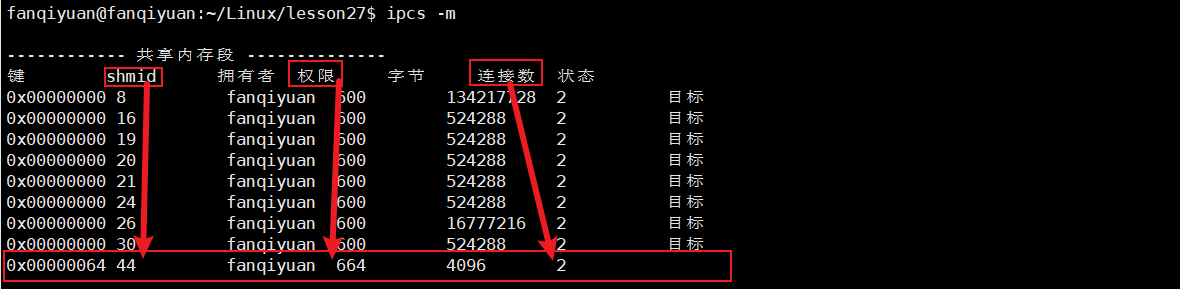 fanqiyuan@fanqiyuan:~/Linux/lesson27$ ipcs -m
------------ 共享内存段 --------------
键 shmid 拥有者 权限 字节 连接数 状态
0x00000000 8 fanqiyuan 600 134217728 2 目标
0x00000000 16 fanqiyuan 600 524288 2 目标
0x00000000 19 fanqiyuan 600 524288 2 目标
0x00000000 20 fanqiyuan 600 524288 2 目标
0x00000000 21 fanqiyuan 600 524288 2 目标
0x00000000 24 fanqiyuan 600 524288 2 目标
0x00000000 26 fanqiyuan 600 16777216 2 目标
0x00000000 30 fanqiyuan 600 524288 2 目标
0x00000064 44 fanqiyuan 664 4096 2